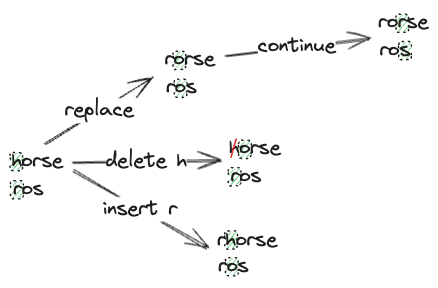 rorse
ros
rorse
ros
continue
replace
horse
ros
delete h
horse
ros
insert r
rhorse
ros